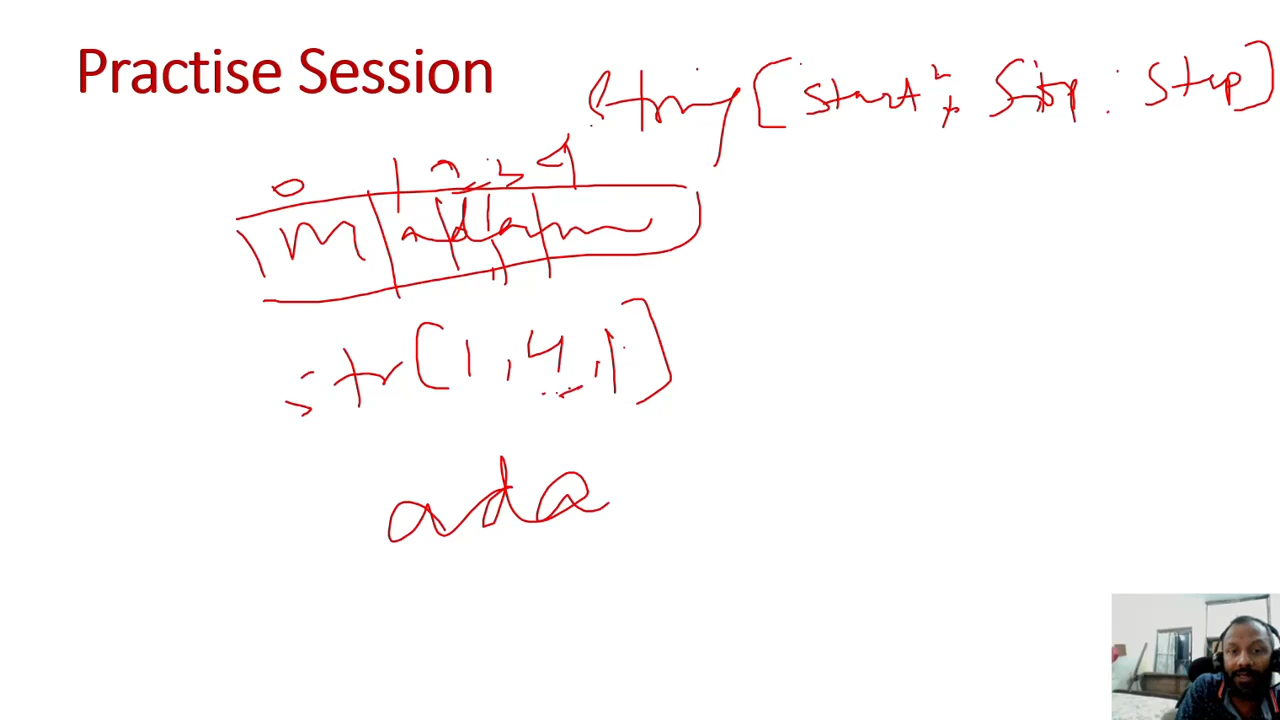 Practise Session
string[start: stop: step]
0 1 2 3 4
m a d a m
str[1,4,1]
ada